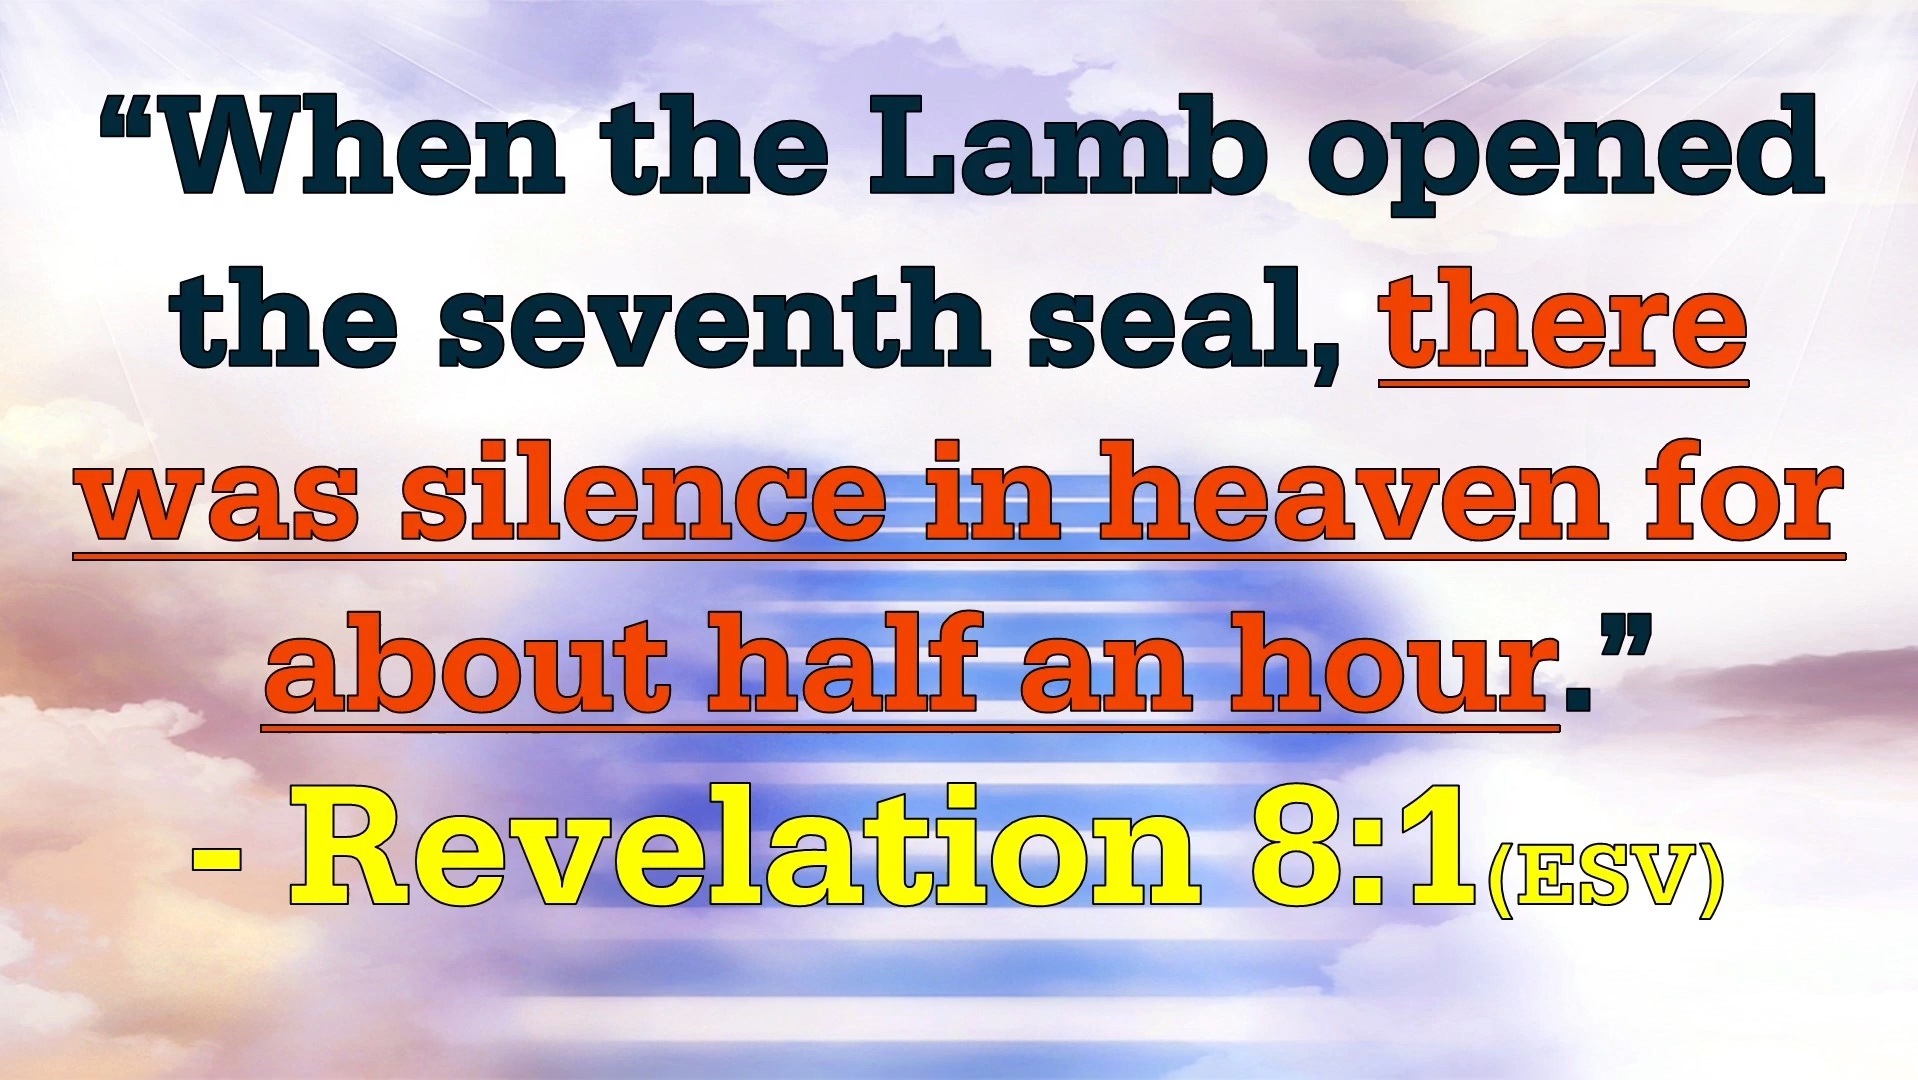 “When the Lamb opened
the seventh seal, there
was silence in heaven for
about half an hour.”
- Revelation 8:1(ESV)